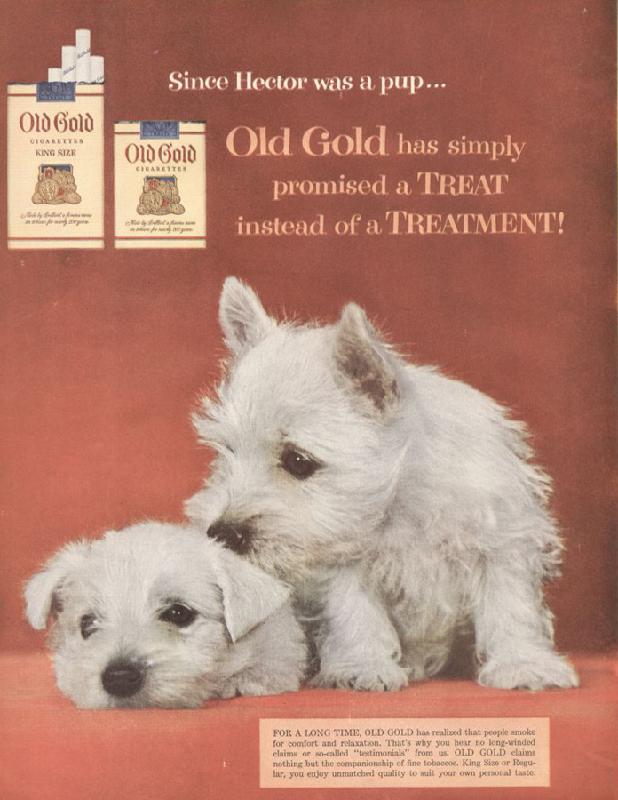 Since Hector was a pup...
Old Gold has simply
promised a TREAT
instead of a TREATMENT!
Old Gold
CIGARETTES
KING SIZE
Made by Lorillard a famous name
in tobacco for nearly 200 years
Old Gold
CIGARETTES
Made by Lorillard a famous name
in tobacco for nearly 200 years
FOR A LONG TIME, OLD GOLD has realized that people smoke
for comfort and relaxation. That's why you hear no long-winded
claims or so-called "testimonials" from us. OLD GOLD claims
nothing but the companionship of fine tobaccos. King Size or Regu-
lar, you enjoy unmatched quality to suit your own personal taste.